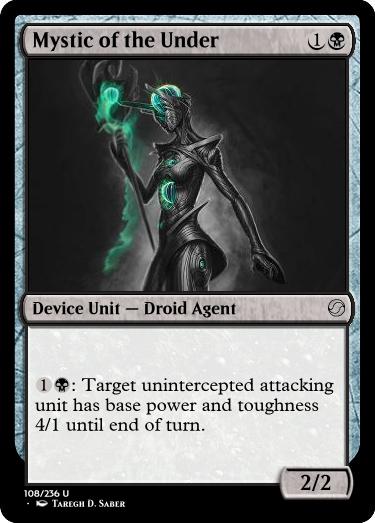 Mystic of the Under 1
Device Unit — Droid Agent
1 : Target unintercepted attacking
unit has base power and toughness
4/1 until end of turn.
2/2
108/236 U
· Taregh D. Saber